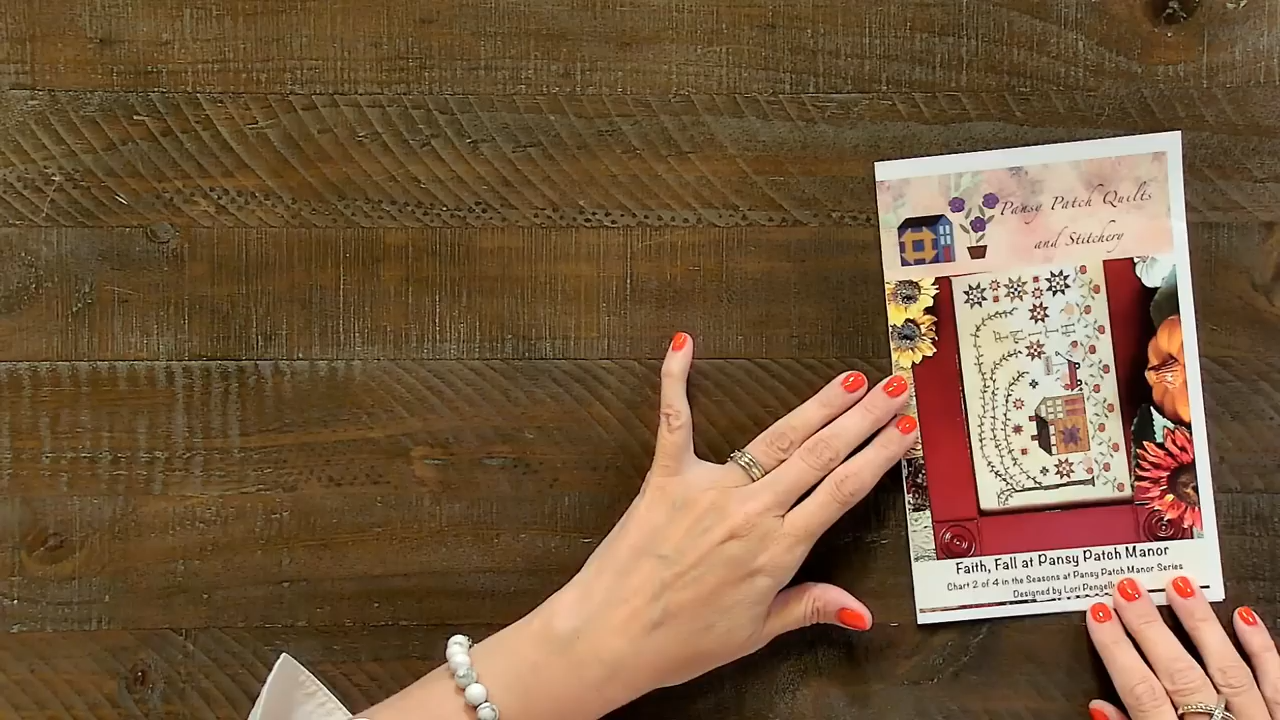 Pansy Patch Quilts
and Stitchery
FAITH
Faith, Fall at Pansy Patch Manor
Chart 2 of 4 in the Seasons at Pansy Patch Manor Series
Designed by Lori